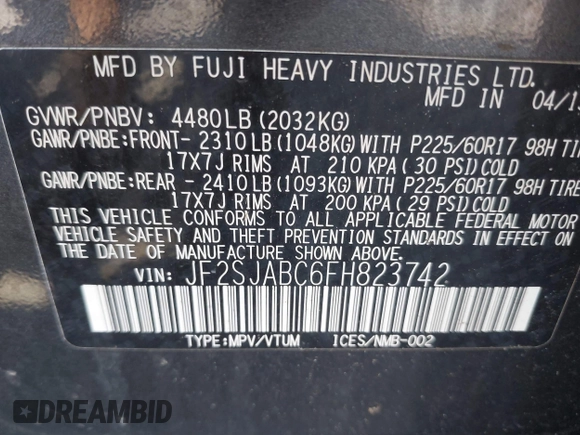 MFD BY FUJI HEAVY INDUSTRIES LTD.
MFD IN 04/1
GVWR/PNBV: 4480LB(2032KG)
GAWR/PNBE:FRONT- 2310LB(1048KG)WITH P225/60R17 98H TI
17X7J RIMS AT 210 KPA(30 PSI)COLD
GAWR/PNBE:REAR - 2410LB(1093KG)WITH P225/60R17 98H TIRE
17X7J RIMS AT 200 KPA(29 PSI)COLD
THIS VEHICLE CONFORMS TO ALL APPLICABLE FEDERAL MOTOR
VEHICLE SAFETY AND THEFT PREVENTION STANDARDS IN EFFECT ON
THE DATE OF MANUFACTURE SHOWN ABOVE.
VIN: JF2SJABC6FH823742
TYPE:MPV/VTUM ICES/NMB-002
DREAMBID